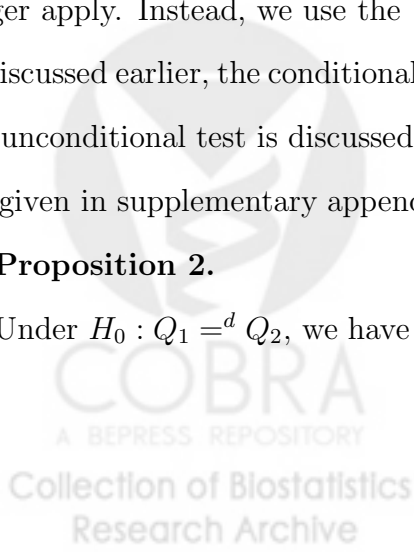 ger apply. Instead, we use the
iscussed earlier, the conditional
unconditional test is discussed
given in supplementary appen
Proposition 2.
Under H₀ : Q₁ =ᵈ Q₂, we have
COBRA
A BEPRESS REPOSITORY
Collection of Biostatistics
Research Archive